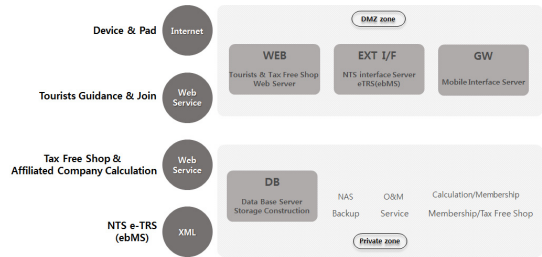 Device & Pad
Internet
DMZ zone
WEB
Tourists & Tax Free Shop
Web Server
EXT I/F
NTS interface Server
eTRS(ebMS)
GW
Mobile Interface Server
Tourists Guidance & Join
Web
Service
Tax Free Shop &
Affiliated Company Calculation
Web
Service
DB
Data Base Server
Storage Construction
NAS
Backup
O&M
Service
Calculation/Membership
Membership/Tax Free Shop
NTS e-TRS
(ebMS)
XML
Private zone